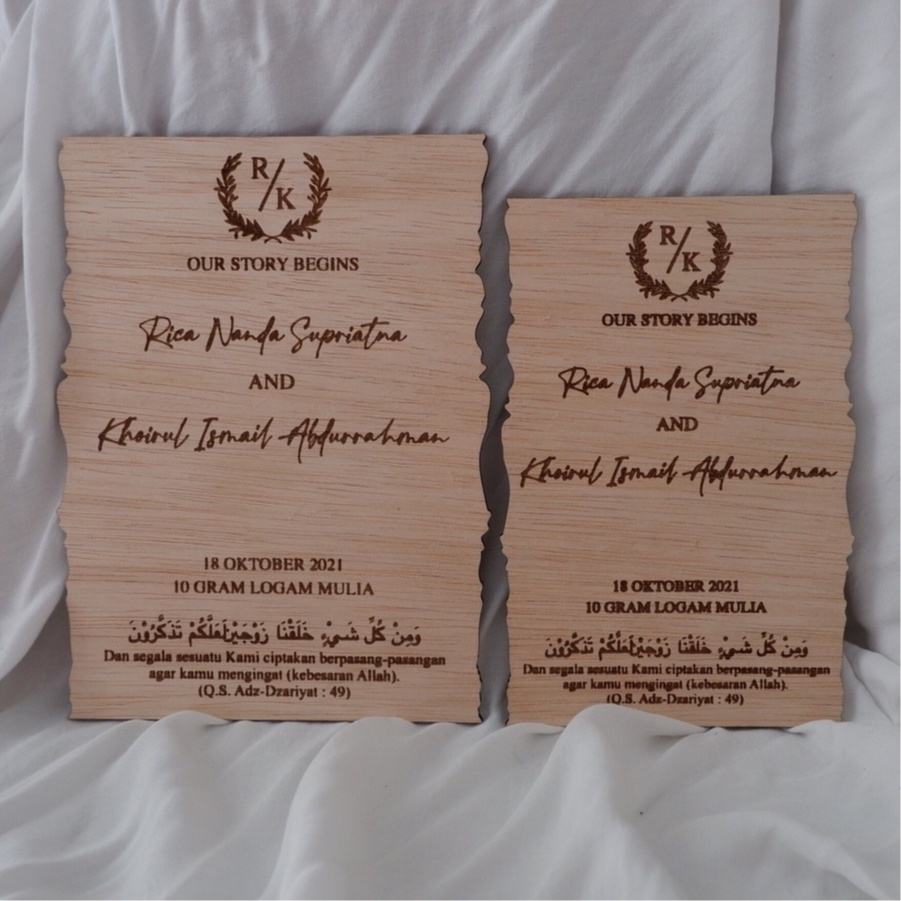 R/K
OUR STORY BEGINS
Rica Nanda Supriatna
AND
Khoirul Ismail Abdurrahman
18 OKTOBER 2021
10 GRAM LOGAM MULIA
وَمِنْ كُلِّ شَيْءٍ خَلَقْنَا زَوْجَيْنِ لَعَلَّكُمْ تَذَكَّرُوْنَ
Dan segala sesuatu Kami ciptakan berpasang-pasangan
agar kamu mengingat (kebesaran Allah).
(Q.S. Adz-Dzariyat : 49)
R/K
OUR STORY BEGINS
Rica Nanda Supriatna
AND
Khoirul Ismail Abdurrahman
18 OKTOBER 2021
10 GRAM LOGAM MULIA
وَمِنْ كُلِّ شَيْءٍ خَلَقْنَا زَوْجَيْنِ لَعَلَّكُمْ تَذَكَّرُوْنَ
Dan segala sesuatu Kami ciptakan berpasang-pasangan
agar kamu mengingat (kebesaran Allah).
(Q.S. Adz-Dzariyat : 49)